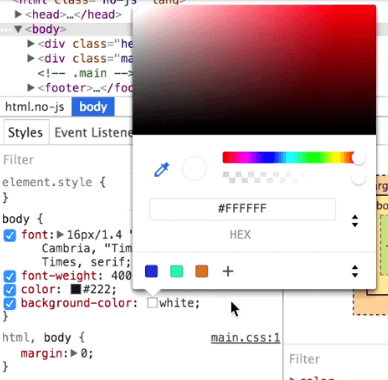 <html class="no-js" lang=
▶<head>…</head>
▼<body>
▶<div class="he
▶<div class="ma
<!-- .main -->
▶<footer>…</foo
html.no-js body
Styles Event Listene
Filter
element.style {
}
body {
font:▶16px/1.4
Cambria, "Tim
Times, serif;
font-weight: 400
color: #222;
background-color: white;
}
html, body { main.css:1
margin:▶0;
}
#FFFFFF
HEX
Filter
▶color